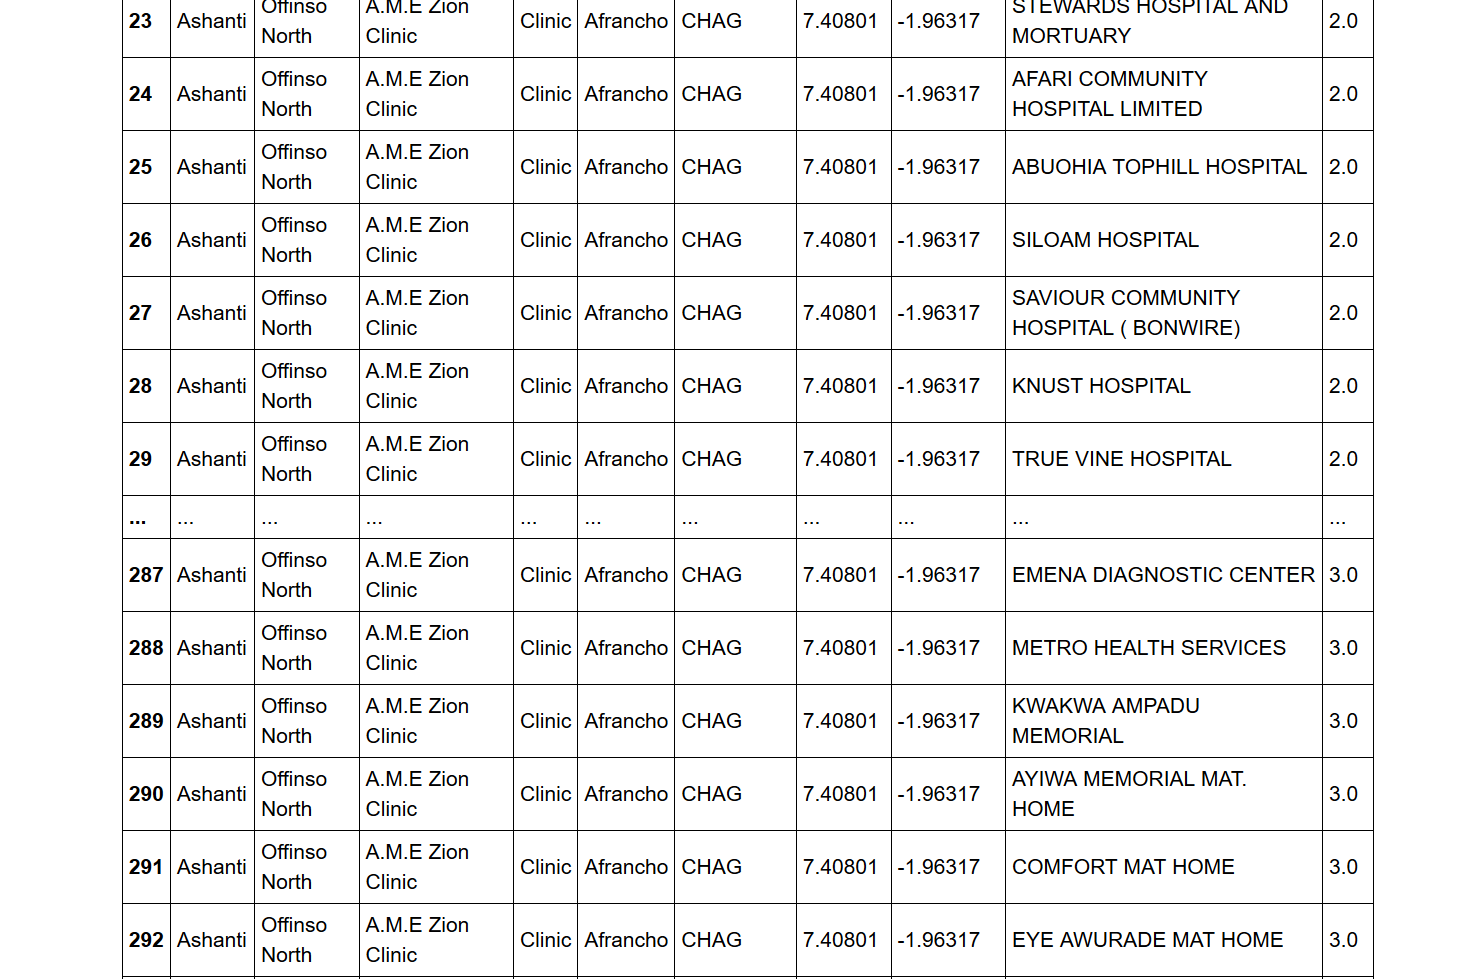 23 Ashanti Offinso North A.M.E Zion Clinic Clinic Afrancho CHAG 7.40801 -1.96317 STEWARDS HOSPITAL AND MORTUARY 2.0
24 Ashanti Offinso North A.M.E Zion Clinic Clinic Afrancho CHAG 7.40801 -1.96317 AFARI COMMUNITY HOSPITAL LIMITED 2.0
25 Ashanti Offinso North A.M.E Zion Clinic Clinic Afrancho CHAG 7.40801 -1.96317 ABUOHIA TOPHILL HOSPITAL 2.0
26 Ashanti Offinso North A.M.E Zion Clinic Clinic Afrancho CHAG 7.40801 -1.96317 SILOAM HOSPITAL 2.0
27 Ashanti Offinso North A.M.E Zion Clinic Clinic Afrancho CHAG 7.40801 -1.96317 SAVIOUR COMMUNITY HOSPITAL ( BONWIRE) 2.0
28 Ashanti Offinso North A.M.E Zion Clinic Clinic Afrancho CHAG 7.40801 -1.96317 KNUST HOSPITAL 2.0
29 Ashanti Offinso North A.M.E Zion Clinic Clinic Afrancho CHAG 7.40801 -1.96317 TRUE VINE HOSPITAL 2.0
... ... ... ... ... ... ... ... ... ... ...
287 Ashanti Offinso North A.M.E Zion Clinic Clinic Afrancho CHAG 7.40801 -1.96317 EMENA DIAGNOSTIC CENTER 3.0
288 Ashanti Offinso North A.M.E Zion Clinic Clinic Afrancho CHAG 7.40801 -1.96317 METRO HEALTH SERVICES 3.0
289 Ashanti Offinso North A.M.E Zion Clinic Clinic Afrancho CHAG 7.40801 -1.96317 KWAKWA AMPADU MEMORIAL 3.0
290 Ashanti Offinso North A.M.E Zion Clinic Clinic Afrancho CHAG 7.40801 -1.96317 AYIWA MEMORIAL MAT. HOME 3.0
291 Ashanti Offinso North A.M.E Zion Clinic Clinic Afrancho CHAG 7.40801 -1.96317 COMFORT MAT HOME 3.0
292 Ashanti Offinso North A.M.E Zion Clinic Clinic Afrancho CHAG 7.40801 -1.96317 EYE AWURADE MAT HOME 3.0